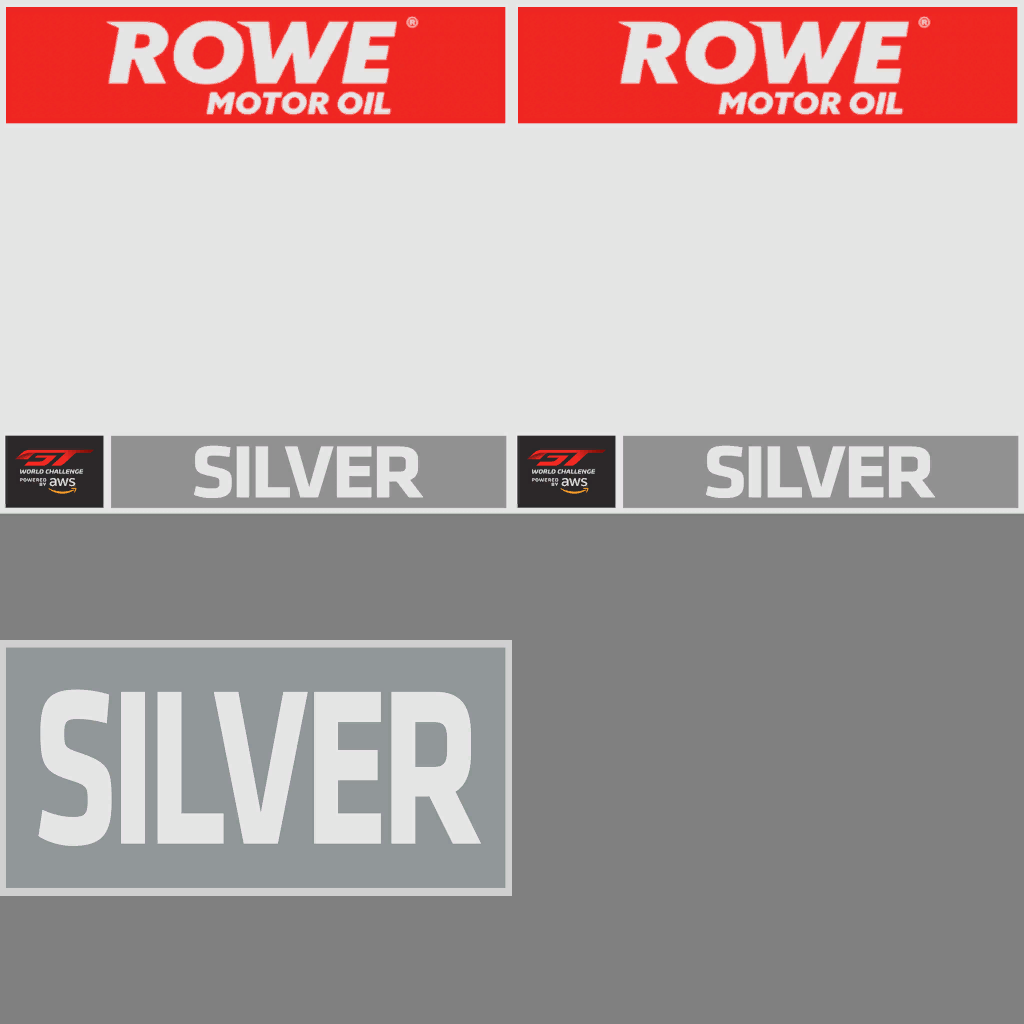 ROWE®
MOTOR OIL
ROWE®
MOTOR OIL
GT
WORLD CHALLENGE
POWERED BY aws
SILVER
GT
WORLD CHALLENGE
POWERED BY aws
SILVER
SILVER